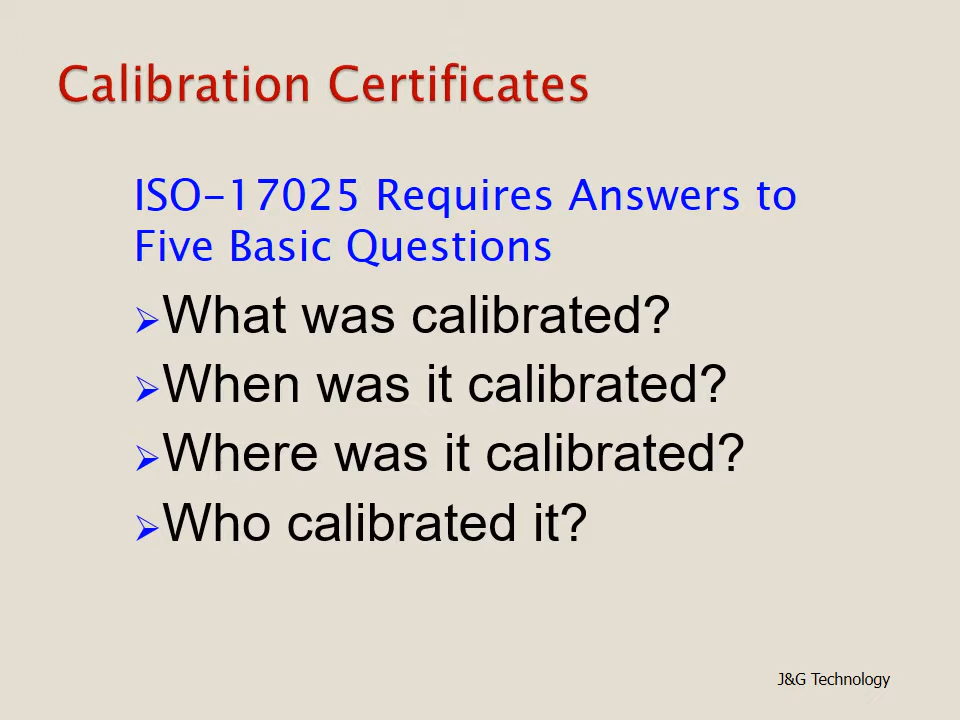 Calibration Certificates
ISO-17025 Requires Answers to
Five Basic Questions
What was calibrated?
When was it calibrated?
Where was it calibrated?
Who calibrated it?
J&G Technology